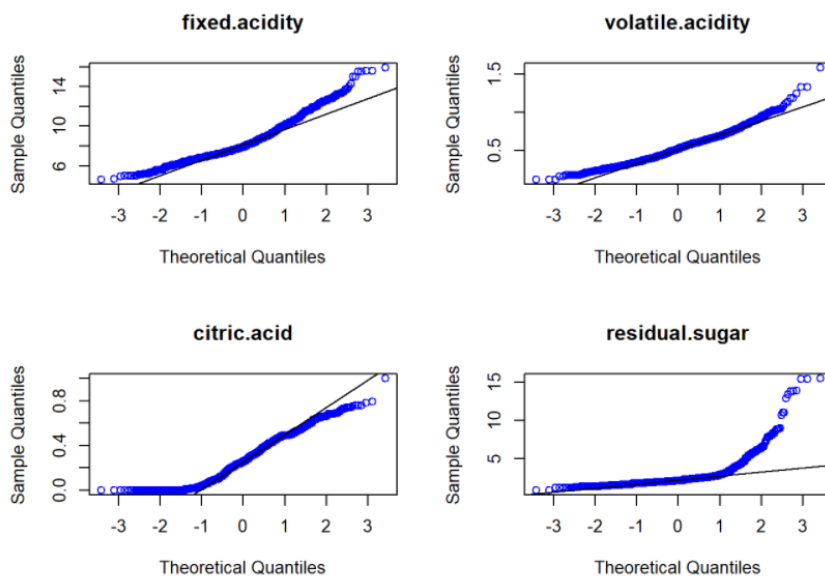 fixed.acidity
Sample Quantiles
6 10 14
-3 -2 -1 0 1 2 3
Theoretical Quantiles
volatile.acidity
Sample Quantiles
0.5 1.5
-3 -2 -1 0 1 2 3
Theoretical Quantiles
citric.acid
Sample Quantiles
0.0 0.4 0.8
-3 -2 -1 0 1 2 3
Theoretical Quantiles
residual.sugar
Sample Quantiles
5 10 15
-3 -2 -1 0 1 2 3
Theoretical Quantiles